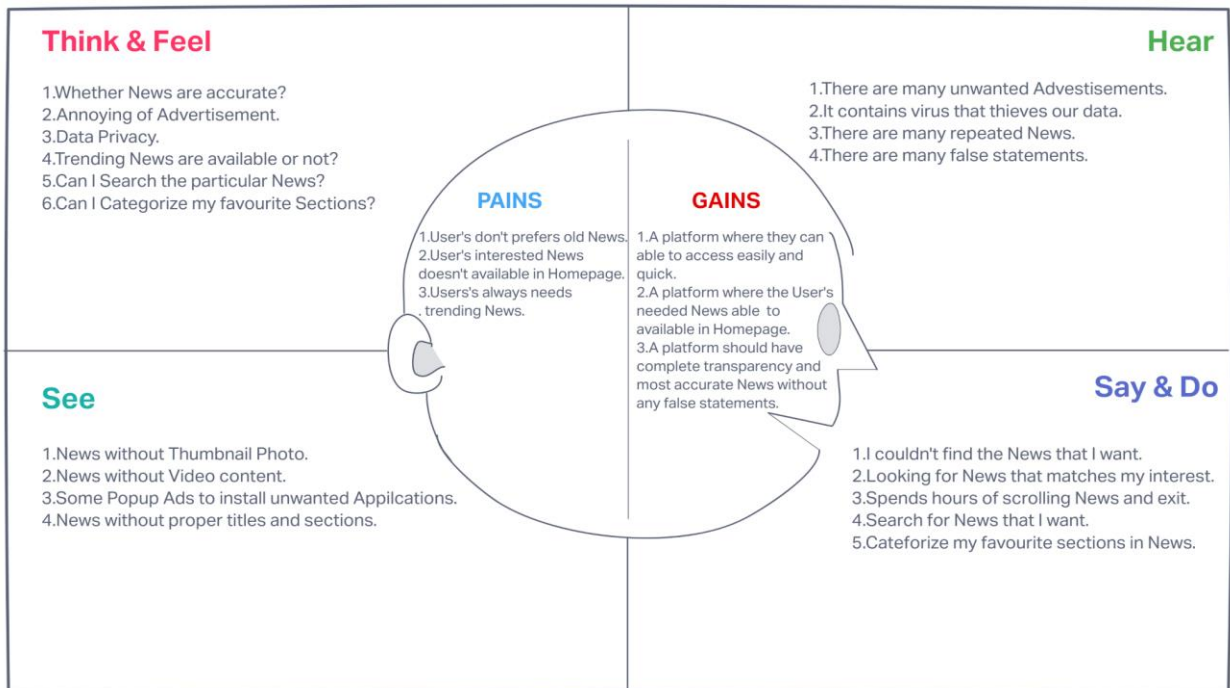 Think & Feel
1.Whether News are accurate?
2.Annoying of Advertisement.
3.Data Privacy.
4.Trending News are available or not?
5.Can I Search the particular News?
6.Can I Categorize my favourite Sections?
Hear
1.There are many unwanted Advestisements.
2.It contains virus that thieves our data.
3.There are many repeated News.
4.There are many false statements.
PAINS
1.User's don't prefers old News.
2.User's interested News
doesn't available in Homepage.
3.Users's always needs
. trending News.
GAINS
1.A platform where they can
able to access easily and
quick.
2.A platform where the User's
needed News able to
available in Homepage.
3.A platform should have
complete transparency and
most accurate News without
any false statements.
See
1.News without Thumbnail Photo.
2.News without Video content.
3.Some Popup Ads to install unwanted Appilcations.
4.News without proper titles and sections.
Say & Do
1.I couldn't find the News that I want.
2.Looking for News that matches my interest.
3.Spends hours of scrolling News and exit.
4.Search for News that I want.
5.Cateforize my favourite sections in News.